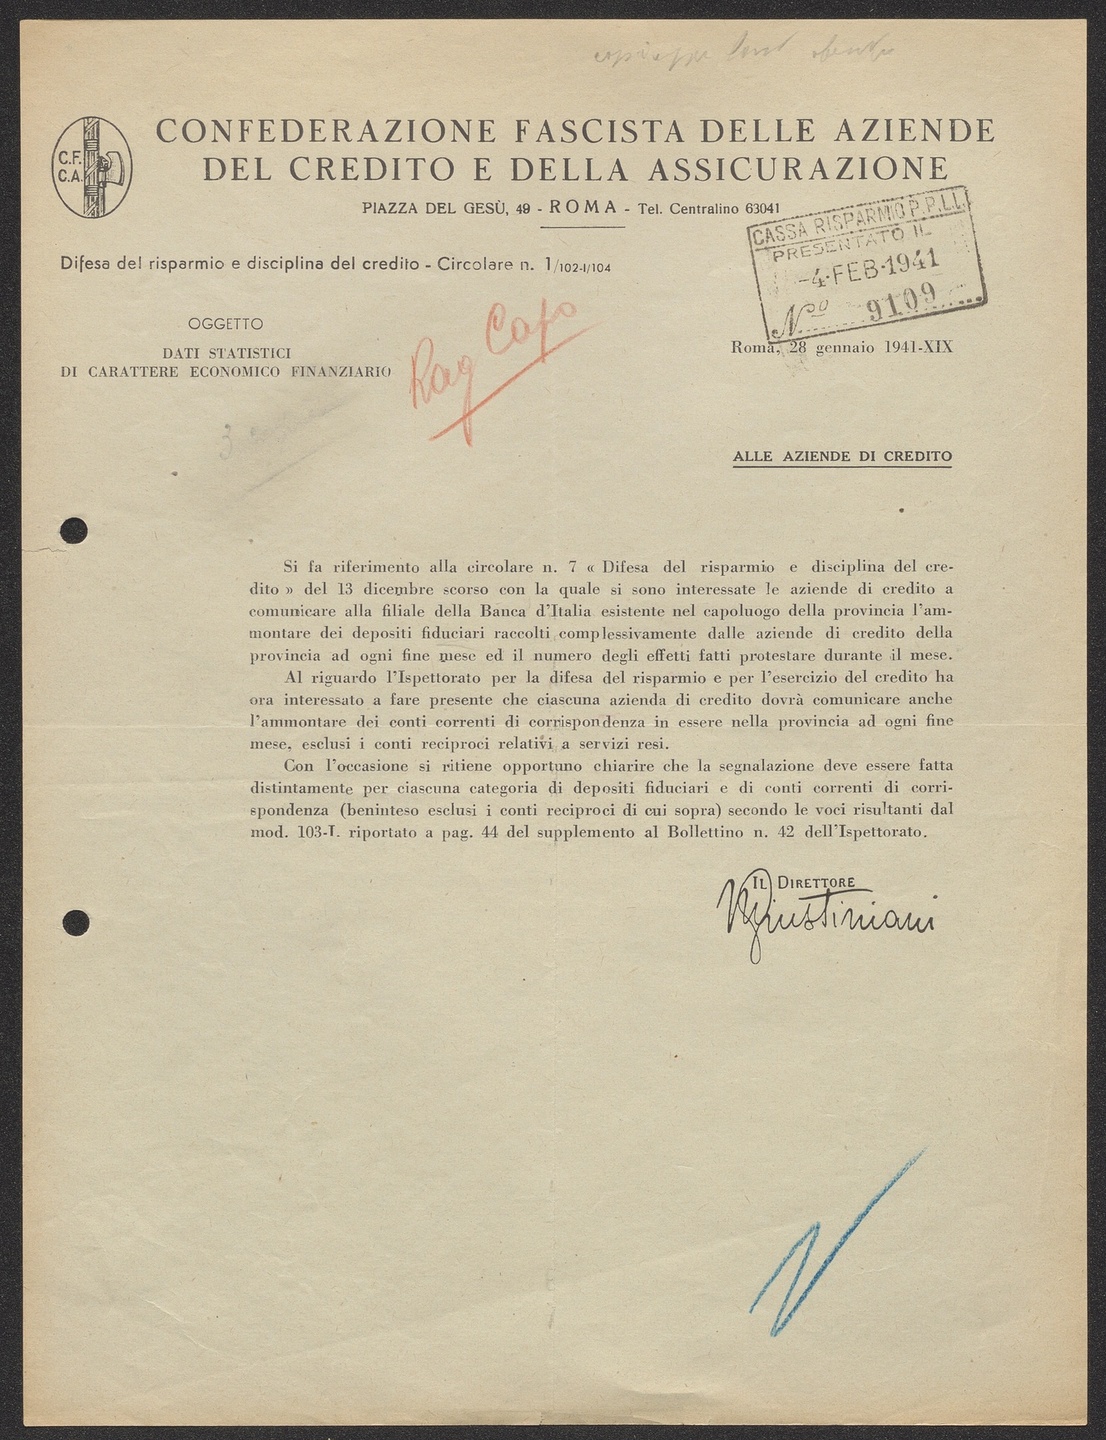 C.F.
C.A.
CONFEDERAZIONE FASCISTA DELLE AZIENDE
DEL CREDITO E DELLA ASSICURAZIONE
PIAZZA DEL GESÙ, 49 - ROMA - Tel. Centralino 63041
CASSA RISPARMIO P.P.L.L.
PRESENTATO IL
-4.FEB.1941
No 9109
Difesa del risparmio e disciplina del credito - Circolare n. 1/102-I/104
OGGETTO
DATI STATISTICI
DI CARATTERE ECONOMICO FINANZIARIO
Rag Capo
Roma, 28 gennaio 1941-XIX
3
ALLE AZIENDE DI CREDITO
Si fa riferimento alla circolare n. 7 « Difesa del risparmio e disciplina del cre-
dito » del 13 dicembre scorso con la quale si sono interessate le aziende di credito a
comunicare alla filiale della Banca d'Italia esistente nel capoluogo della provincia l'am-
montare dei depositi fiduciari raccolti complessivamente dalle aziende di credito della
provincia ad ogni fine mese ed il numero degli effetti fatti protestare durante il mese.
Al riguardo l'Ispettorato per la difesa del risparmio e per l'esercizio del credito ha
ora interessato a fare presente che ciascuna azienda di credito dovrà comunicare anche
l'ammontare dei conti correnti di corrispondenza in essere nella provincia ad ogni fine
mese, esclusi i conti reciproci relativi a servizi resi.
Con l'occasione si ritiene opportuno chiarire che la segnalazione deve essere fatta
distintamente per ciascuna categoria di depositi fiduciari e di conti correnti di corri-
spondenza (beninteso esclusi i conti reciproci di cui sopra) secondo le voci risultanti dal
mod. 103-I. riportato a pag. 44 del supplemento al Bollettino n. 42 dell'Ispettorato.
IL DIRETTORE
Giustiniani